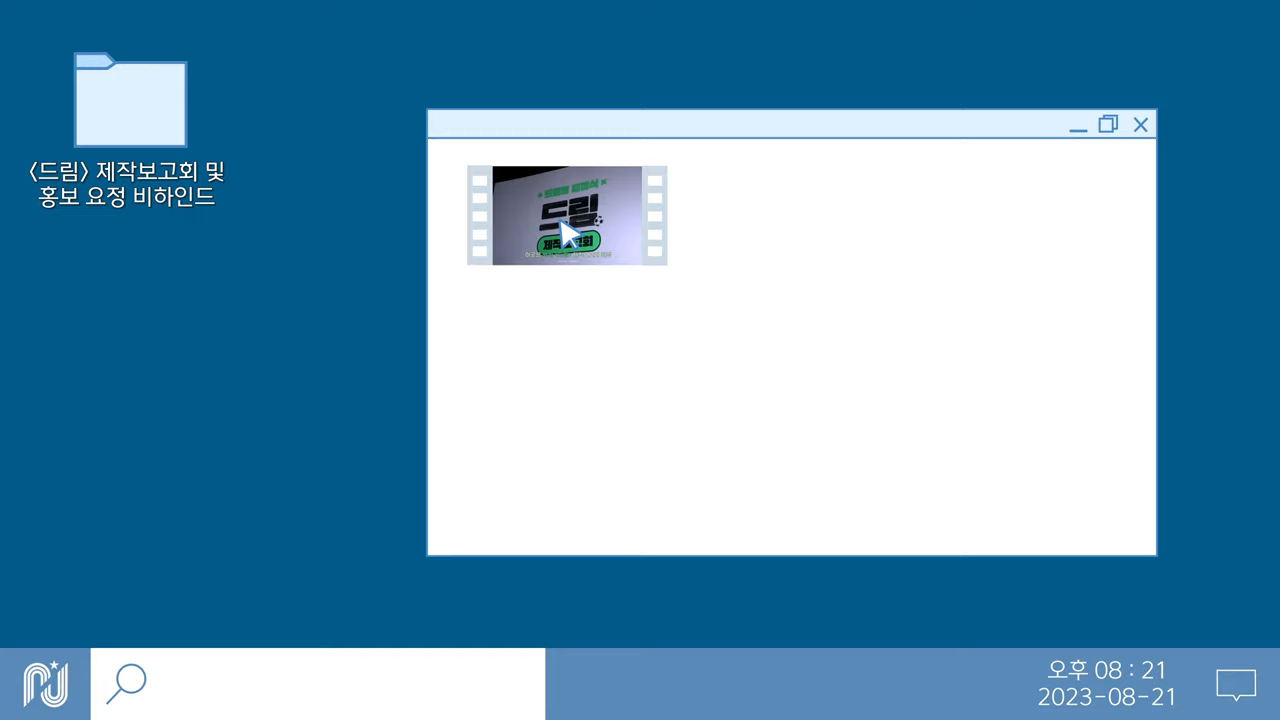 〈드림〉 제작보고회 및
홍보 요정 비하인드
드림
오후 08 : 21
2023-08-21